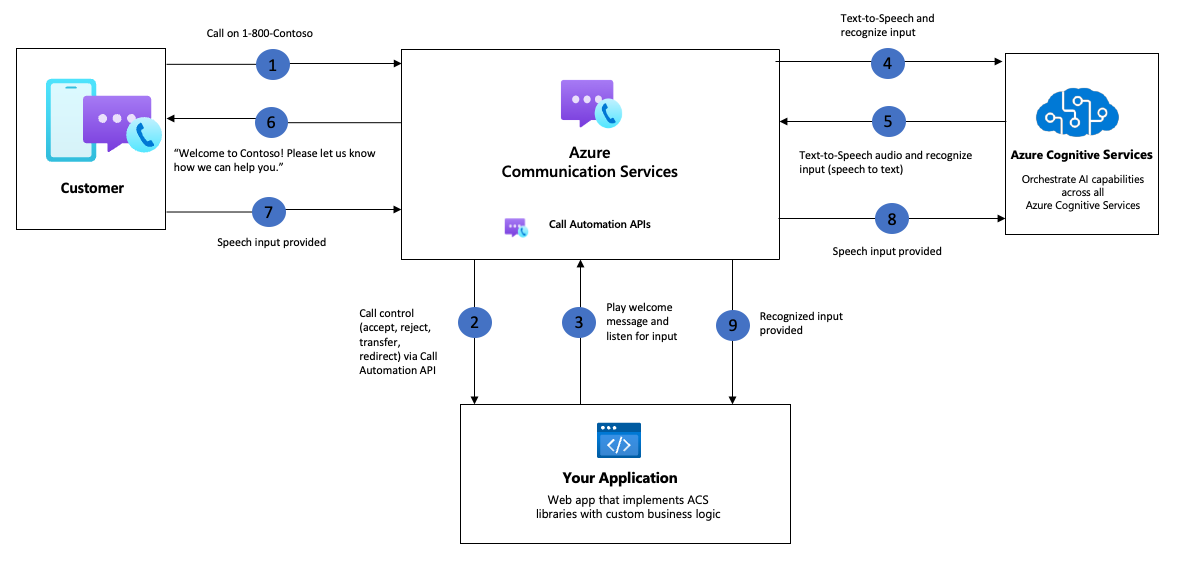 Call on 1-800-Contoso
1
6
“Welcome to Contoso! Please let us know
how we can help you.”
7
Speech input provided
Customer
Azure
Communication Services
Call Automation APIs
Text-to-Speech and
recognize input
4
5
Text-to-Speech audio and recognize
input (speech to text)
8
Speech input provided
Azure Cognitive Services
Orchestrate AI capabilities
across all
Azure Cognitive Services
Call control
(accept, reject,
transfer,
redirect) via Call
Automation API
2
3
Play welcome
message and
listen for input
9
Recognized input
provided
</>
Your Application
Web app that implements ACS
libraries with custom business logic